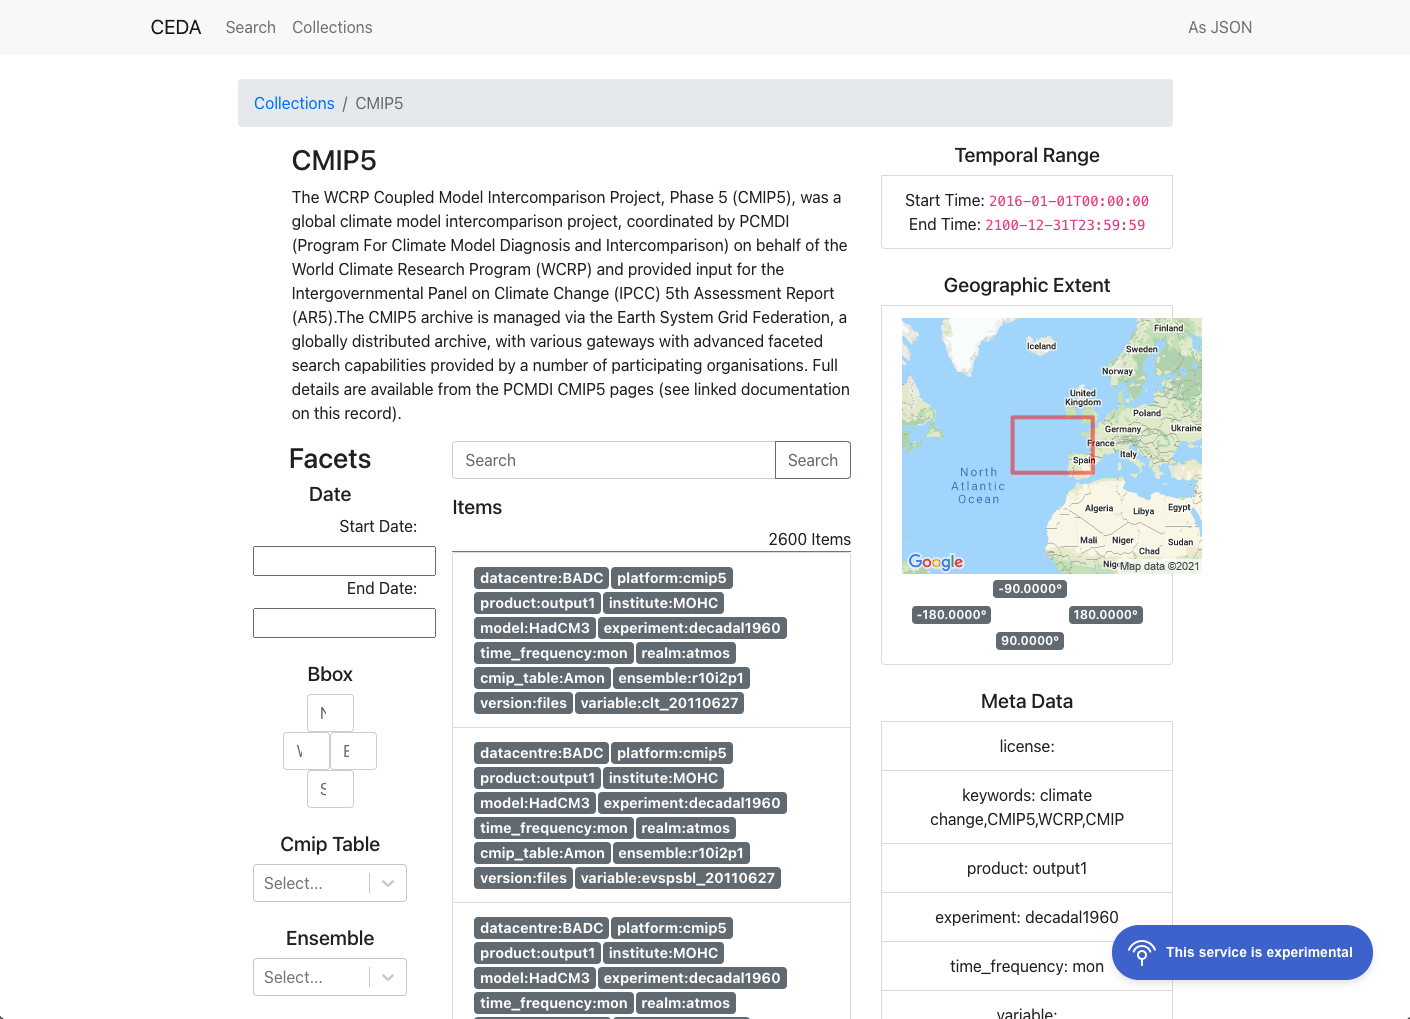 CEDA Search Collections As JSON
Collections / CMIP5
CMIP5
The WCRP Coupled Model Intercomparison Project, Phase 5 (CMIP5), was a
global climate model intercomparison project, coordinated by PCMDI
(Program For Climate Model Diagnosis and Intercomparison) on behalf of the
World Climate Research Program (WCRP) and provided input for the
Intergovernmental Panel on Climate Change (IPCC) 5th Assessment Report
(AR5).The CMIP5 archive is managed via the Earth System Grid Federation, a
globally distributed archive, with various gateways with advanced faceted
search capabilities provided by a number of participating organisations. Full
details are available from the PCMDI CMIP5 pages (see linked documentation
on this record).
Facets
Date
Start Date:
End Date:
Bbox
N
W E
S
Cmip Table
Select...
Ensemble
Select...
Search Search
Items
2600 Items
datacentre:BADC platform:cmip5
product:output1 institute:MOHC
model:HadCM3 experiment:decadal1960
time_frequency:mon realm:atmos
cmip_table:Amon ensemble:r10i2p1
version:files variable:clt_20110627
datacentre:BADC platform:cmip5
product:output1 institute:MOHC
model:HadCM3 experiment:decadal1960
time_frequency:mon realm:atmos
cmip_table:Amon ensemble:r10i2p1
version:files variable:evspsbl_20110627
datacentre:BADC platform:cmip5
product:output1 institute:MOHC
model:HadCM3 experiment:decadal1960
time_frequency:mon realm:atmos
Temporal Range
Start Time: 2016-01-01T00:00:00
End Time: 2100-12-31T23:59:59
Geographic Extent
Finland
Iceland
Sweden
Norway
United
Kingdom
Poland
Germany
Ukraine
France
Italy
Spain
North
Atlantic
Ocean
Algeria
Libya
Egypt
Mali
Niger
Sudan
Chad
Google
Map data ©2021
-90.0000°
-180.0000° 180.0000°
90.0000°
Meta Data
license:
keywords: climate
change,CMIP5,WCRP,CMIP
product: output1
experiment: decadal1960
time_frequency: mon
variable:
This service is experimental